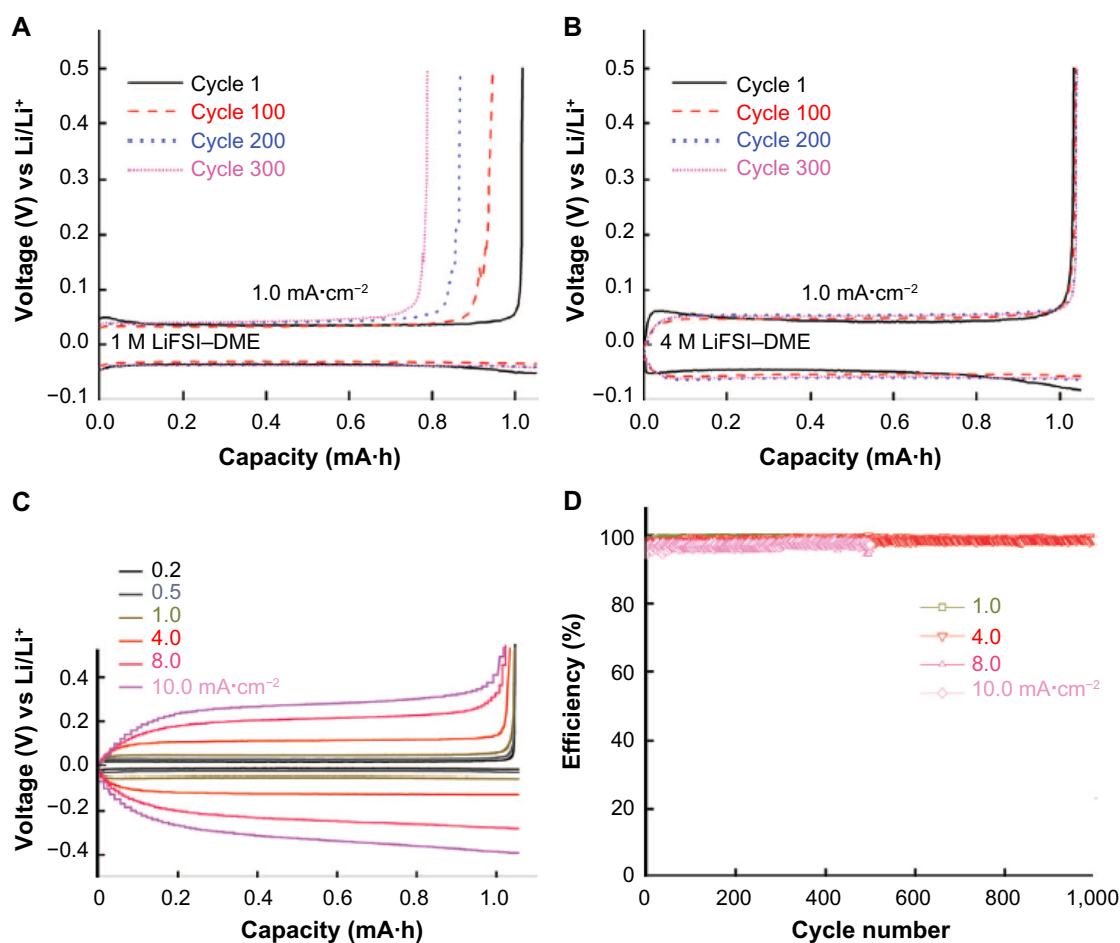 A
Voltage (V) vs Li/Li⁺
0.5
0.4
0.3
0.2
0.1
0.0
−0.1
Cycle 1
Cycle 100
Cycle 200
Cycle 300
1.0 mA·cm⁻²
1 M LiFSI–DME
0.0 0.2 0.4 0.6 0.8 1.0
Capacity (mA·h)
B
Voltage (V) vs Li/Li⁺
0.5
0.4
0.3
0.2
0.1
0.0
−0.1
Cycle 1
Cycle 100
Cycle 200
Cycle 300
1.0 mA·cm⁻²
4 M LiFSI–DME
0.0 0.2 0.4 0.6 0.8 1.0
Capacity (mA·h)
C
Voltage (V) vs Li/Li⁺
0.2
0.5
1.0
4.0
8.0
10.0 mA·cm⁻²
0.4
0.2
0.0
−0.2
−0.4
0 0.2 0.4 0.6 0.8 1.0
Capacity (mA·h)
D
Efficiency (%)
100
80
60
40
20
0
1.0
4.0
8.0
10.0 mA·cm⁻²
0 200 400 600 800 1,000
Cycle number